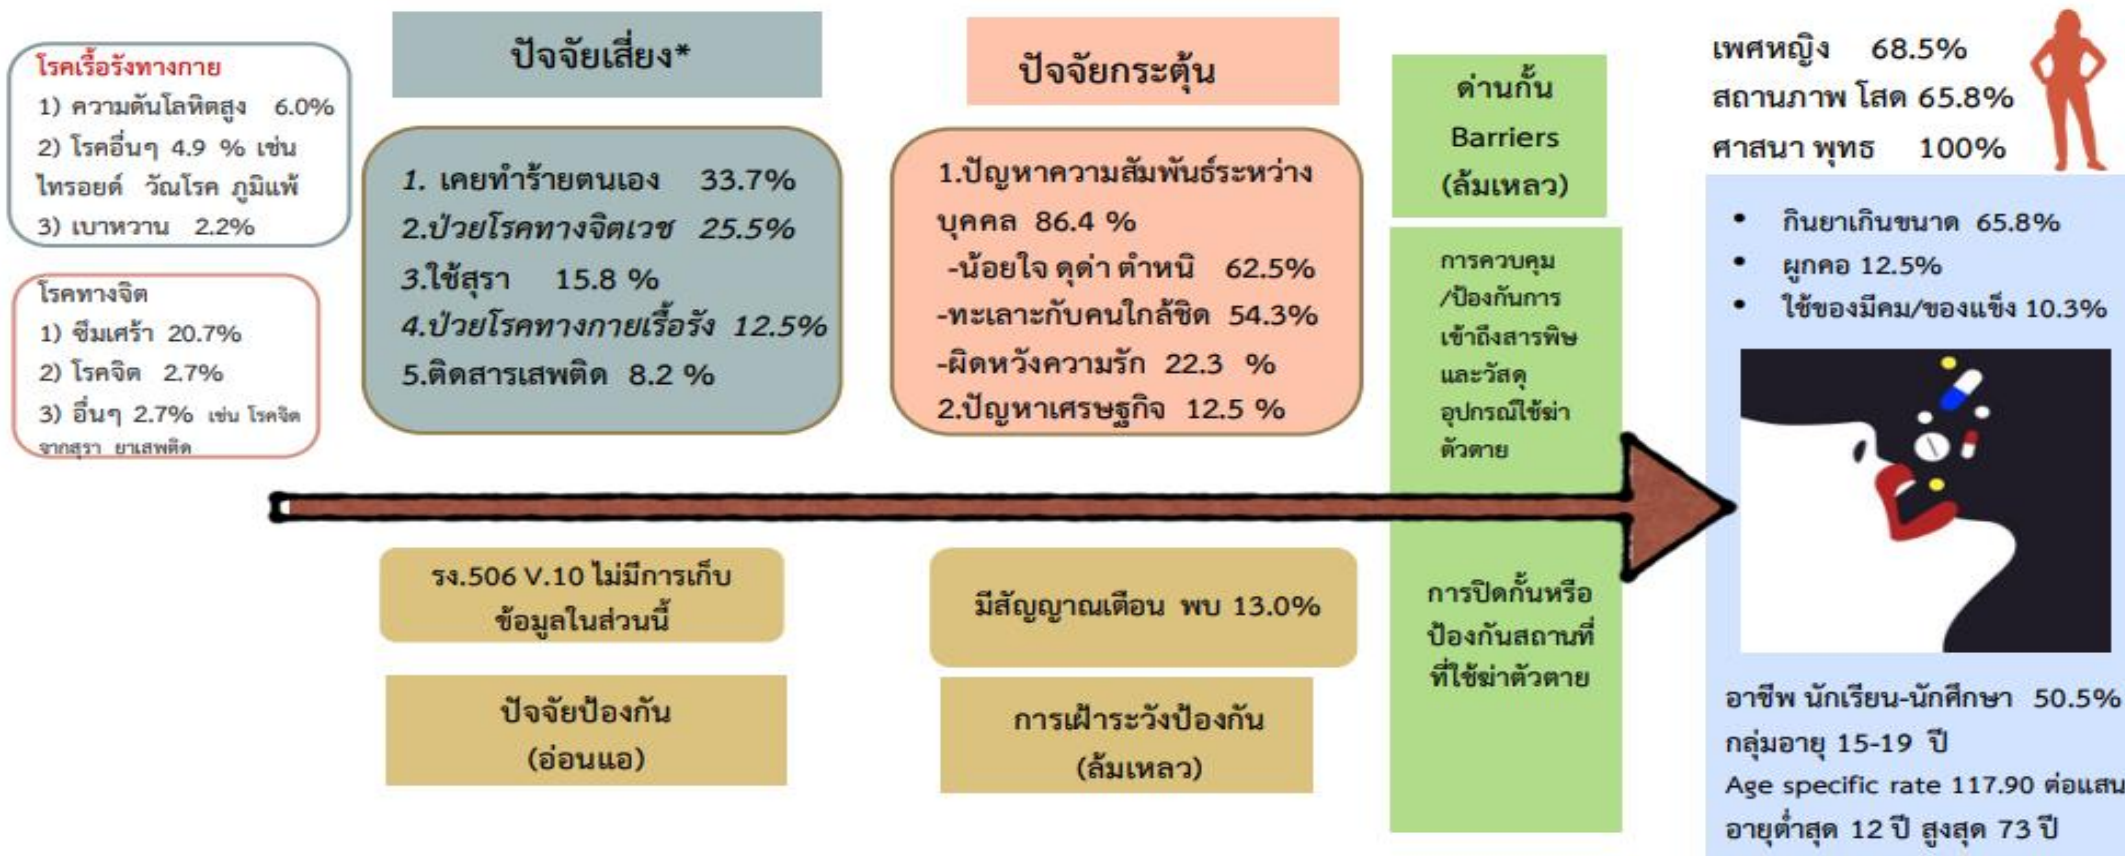 โรคเรื้อรังทางกาย
1) ความดันโลหิตสูง 6.0%
2) โรคอื่นๆ 4.9 % เช่น
ไทรอยด์ วัณโรค ภูมิแพ้
3) เบาหวาน 2.2%
โรคทางจิต
1) ซึมเศร้า 20.7%
2) โรคจิต 2.7%
3) อื่นๆ 2.7% เช่น โรคจิต
จากสุรา ยาเสพติด
ปัจจัยเสี่ยง*
1. เคยทำร้ายตนเอง 33.7%
2.ป่วยโรคทางจิตเวช 25.5%
3.ใช้สุรา 15.8 %
4.ป่วยโรคทางกายเรื้อรัง 12.5%
5.ติดสารเสพติด 8.2 %
ปัจจัยกระตุ้น
1.ปัญหาความสัมพันธ์ระหว่าง
บุคคล 86.4 %
-น้อยใจ ดุด่า ตำหนิ 62.5%
-ทะเลาะกับคนใกล้ชิด 54.3%
-ผิดหวังความรัก 22.3 %
2.ปัญหาเศรษฐกิจ 12.5 %
ด่านกั้น
Barriers
(ล้มเหลว)
การควบคุม
/ป้องกันการ
เข้าถึงสารพิษ
และวัสดุ
อุปกรณ์ใช้ฆ่า
ตัวตาย
การปิดกั้นหรือ
ป้องกันสถานที่
ที่ใช้ฆ่าตัวตาย
รง.506 V.10 ไม่มีการเก็บ
ข้อมูลในส่วนนี้
ปัจจัยป้องกัน
(อ่อนแอ)
มีสัญญาณเตือน พบ 13.0%
การเฝ้าระวังป้องกัน
(ล้มเหลว)
เพศหญิง 68.5%
สถานภาพ โสด 65.8%
ศาสนา พุทธ 100%
• กินยาเกินขนาด 65.8%
• ผูกคอ 12.5%
• ใช้ของมีคม/ของแข็ง 10.3%
อาชีพ นักเรียน-นักศึกษา 50.5%
กลุ่มอายุ 15-19 ปี
Age specific rate 117.90 ต่อแสน
อายุต่ำสุด 12 ปี สูงสุด 73 ปี